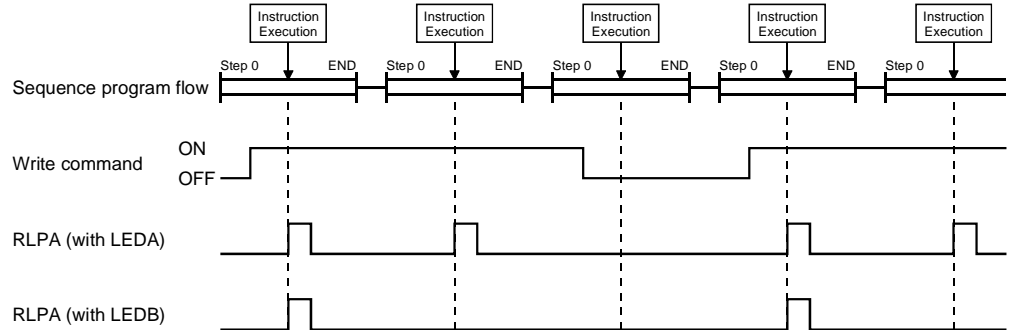 Instruction Execution
Instruction Execution
Instruction Execution
Instruction Execution
Instruction Execution
Step 0 END Step 0 END Step 0 END Step 0 END Step 0
Sequence program flow
ON
Write command
OFF
RLPA (with LEDA)
RLPA (with LEDB)